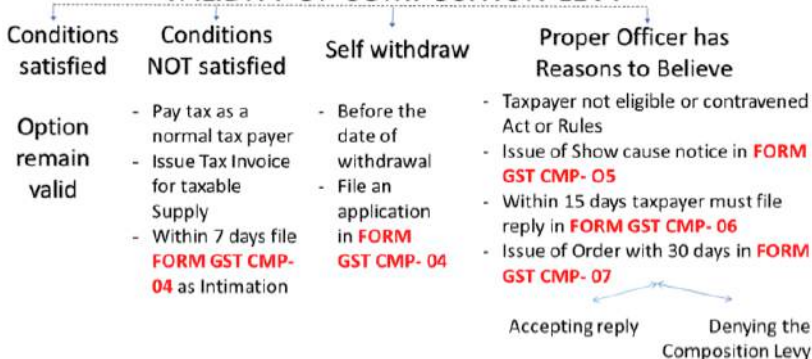 VALIDITY OF COMPOSITION LEVY
Conditions
satisfied
Option
remain
valid
Conditions
NOT satisfied
- Pay tax as a
normal tax payer
- Issue Tax Invoice
for taxable
Supply
- Within 7 days file
FORM GST CMP-
04 as Intimation
Self withdraw
- Before the
date of
withdrawal
- File an
application
in FORM
GST CMP- 04
Proper Officer has
Reasons to Believe
- Taxpayer not eligible or contravened
Act or Rules
- Issue of Show cause notice in FORM
GST CMP- O5
- Within 15 days taxpayer must file
reply in FORM GST CMP- 06
- Issue of Order with 30 days in FORM
GST CMP- 07
Accepting reply
Denying the
Composition Levy